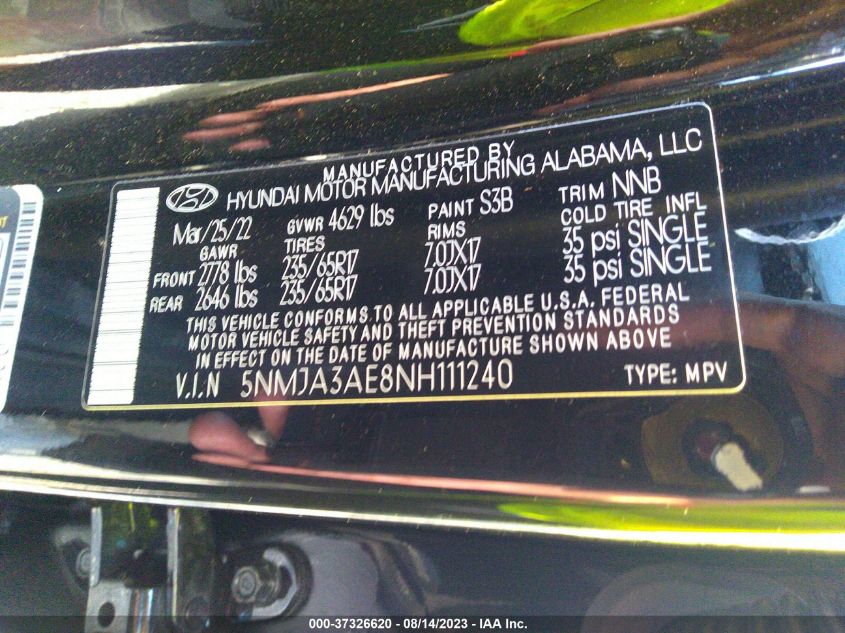 MANUFACTURED BY
HYUNDAI MOTOR MANUFACTURING ALABAMA, LLC
Mar/25/22 GVWR 4629 lbs PAINT S3B TRIM NNB
GAWR TIRES RIMS COLD TIRE INFL
FRONT 2778 lbs 235/65R17 7.0JX17 35 psi SINGLE
REAR 2646 lbs 235/65R17 7.0JX17 35 psi SINGLE
THIS VEHICLE CONFORMS TO ALL APPLICABLE U.S.A. FEDERAL
MOTOR VEHICLE SAFETY AND THEFT PREVENTION STANDARDS
IN EFFECT ON THE DATE OF MANUFACTURE SHOWN ABOVE
V.I.N 5NMJA3AE8NH111240 TYPE: MPV
000-37326620 - 08/14/2023 - IAA Inc.